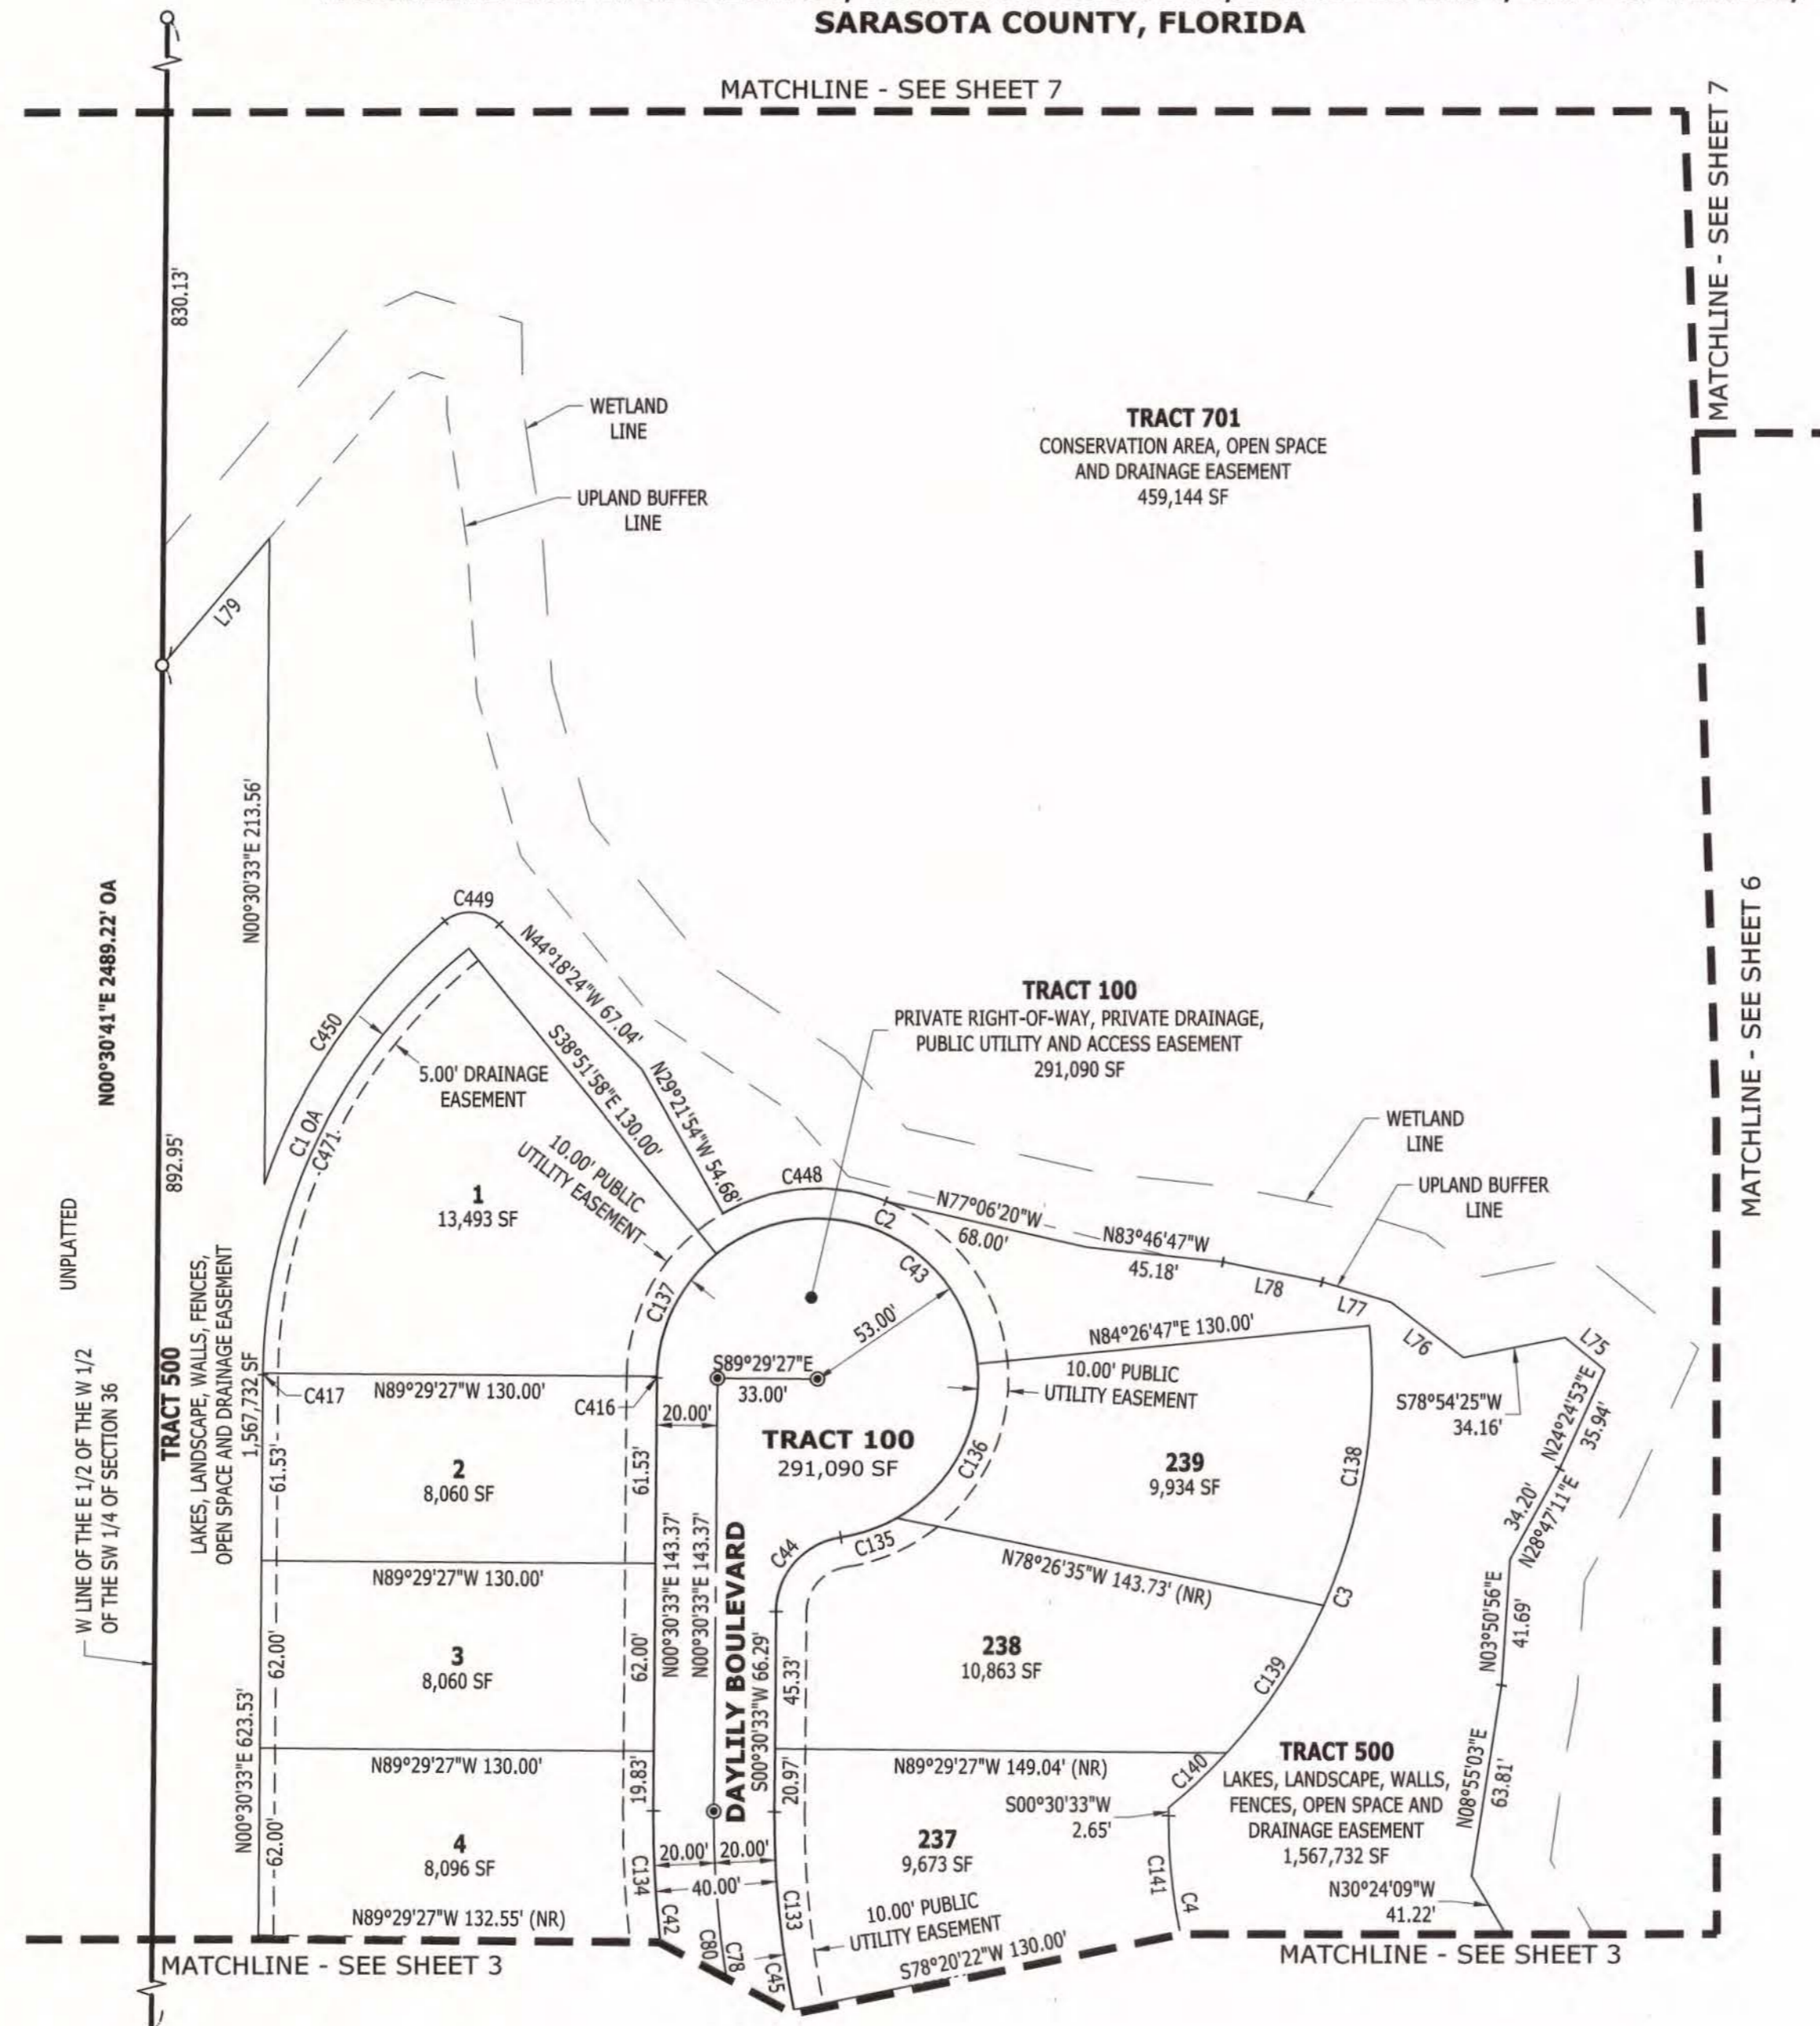 SARASOTA COUNTY, FLORIDA
MATCHLINE - SEE SHEET 7
MATCHLINE - SEE SHEET 7
830.13'
WETLAND
LINE
UPLAND BUFFER
LINE
TRACT 701
CONSERVATION AREA, OPEN SPACE
AND DRAINAGE EASEMENT
459,144 SF
L79
N00°30'33"E 213.56'
N00°30'41"E 2489.22' OA
892.95'
MATCHLINE - SEE SHEET 6
C449
N44°18'24"W 67.04'
C450
S38°51'58"E 130.00'
N29°21'54"W 54.68'
5.00' DRAINAGE
EASEMENT
C1 OA
C471
TRACT 100
PRIVATE RIGHT-OF-WAY, PRIVATE DRAINAGE,
PUBLIC UTILITY AND ACCESS EASEMENT
291,090 SF
10.00' PUBLIC
UTILITY EASEMENT
WETLAND
LINE
UPLAND BUFFER
LINE
1
13,493 SF
C448
C2
N77°06'20"W
68.00'
N83°46'47"W
45.18'
L78
L77
L76
L75
C43
C137
53.00'
N84°26'47"E 130.00'
UNPLATTED
W LINE OF THE E 1/2 OF THE W 1/2
OF THE SW 1/4 OF SECTION 36
TRACT 500
LAKES, LANDSCAPE, WALLS, FENCES,
OPEN SPACE AND DRAINAGE EASEMENT
1,567,732 SF
C417
N89°29'27"W 130.00'
C416
S89°29'27"E
33.00'
20.00'
10.00' PUBLIC
UTILITY EASEMENT
S78°54'25"W
34.16'
N24°24'53"E
35.94'
TRACT 100
291,090 SF
61.53'
2
8,060 SF
61.53'
C136
239
9,934 SF
C138
34.20'
N28°47'11"E
N89°29'27"W 130.00'
N00°30'33"E 143.37'
N00°30'33"E 143.37'
DAYLILY BOULEVARD
C44
C135
N78°26'35"W 143.73' (NR)
C3
N03°50'56"E
41.69'
62.00'
3
8,060 SF
62.00'
S00°30'33"W 66.29'
45.33'
238
10,863 SF
C139
N00°30'33"E 623.53'
N89°29'27"W 130.00'
19.83'
20.97'
N89°29'27"W 149.04' (NR)
C140
S00°30'33"W
2.65'
TRACT 500
LAKES, LANDSCAPE, WALLS,
FENCES, OPEN SPACE AND
DRAINAGE EASEMENT
1,567,732 SF
N08°55'03"E
63.81'
62.00'
4
8,096 SF
C134
20.00'
20.00'
40.00'
237
9,673 SF
C141
C4
N30°24'09"W
41.22'
N89°29'27"W 132.55' (NR)
C42
C80
C78
C133
C45
10.00' PUBLIC
UTILITY EASEMENT
S78°20'22"W 130.00'
MATCHLINE - SEE SHEET 3
MATCHLINE - SEE SHEET 3